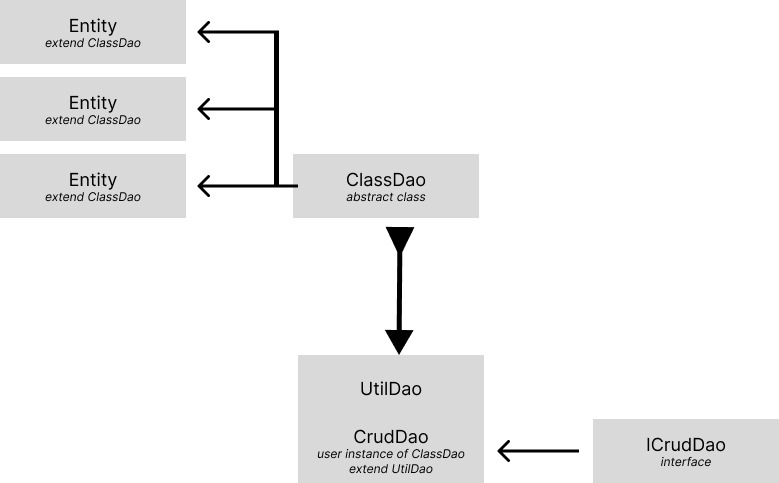 Entity
extend ClassDao
Entity
extend ClassDao
Entity
extend ClassDao
ClassDao
abstract class
UtilDao
CrudDao
user instance of ClassDao
extend UtilDao
ICrudDao
interface